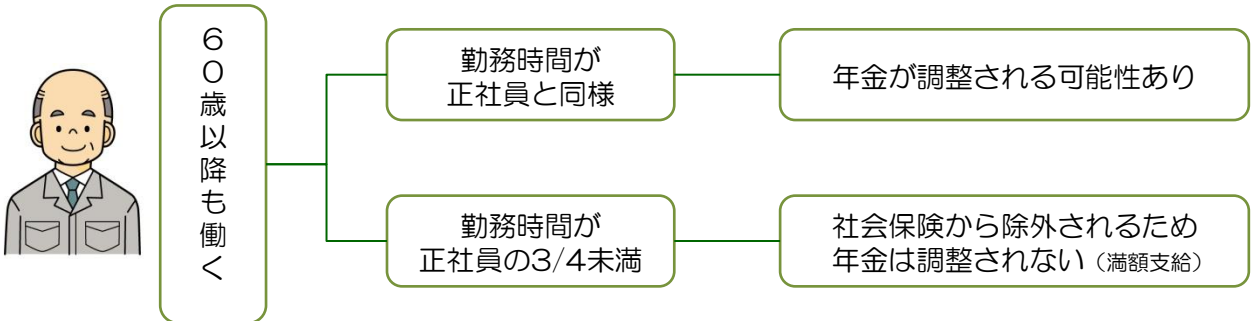 60歳以降も働く
勤務時間が
正社員と同様
年金が調整される可能性あり
勤務時間が
正社員の3/4未満
社会保険から除外されるため
年金は調整されない（満額支給）